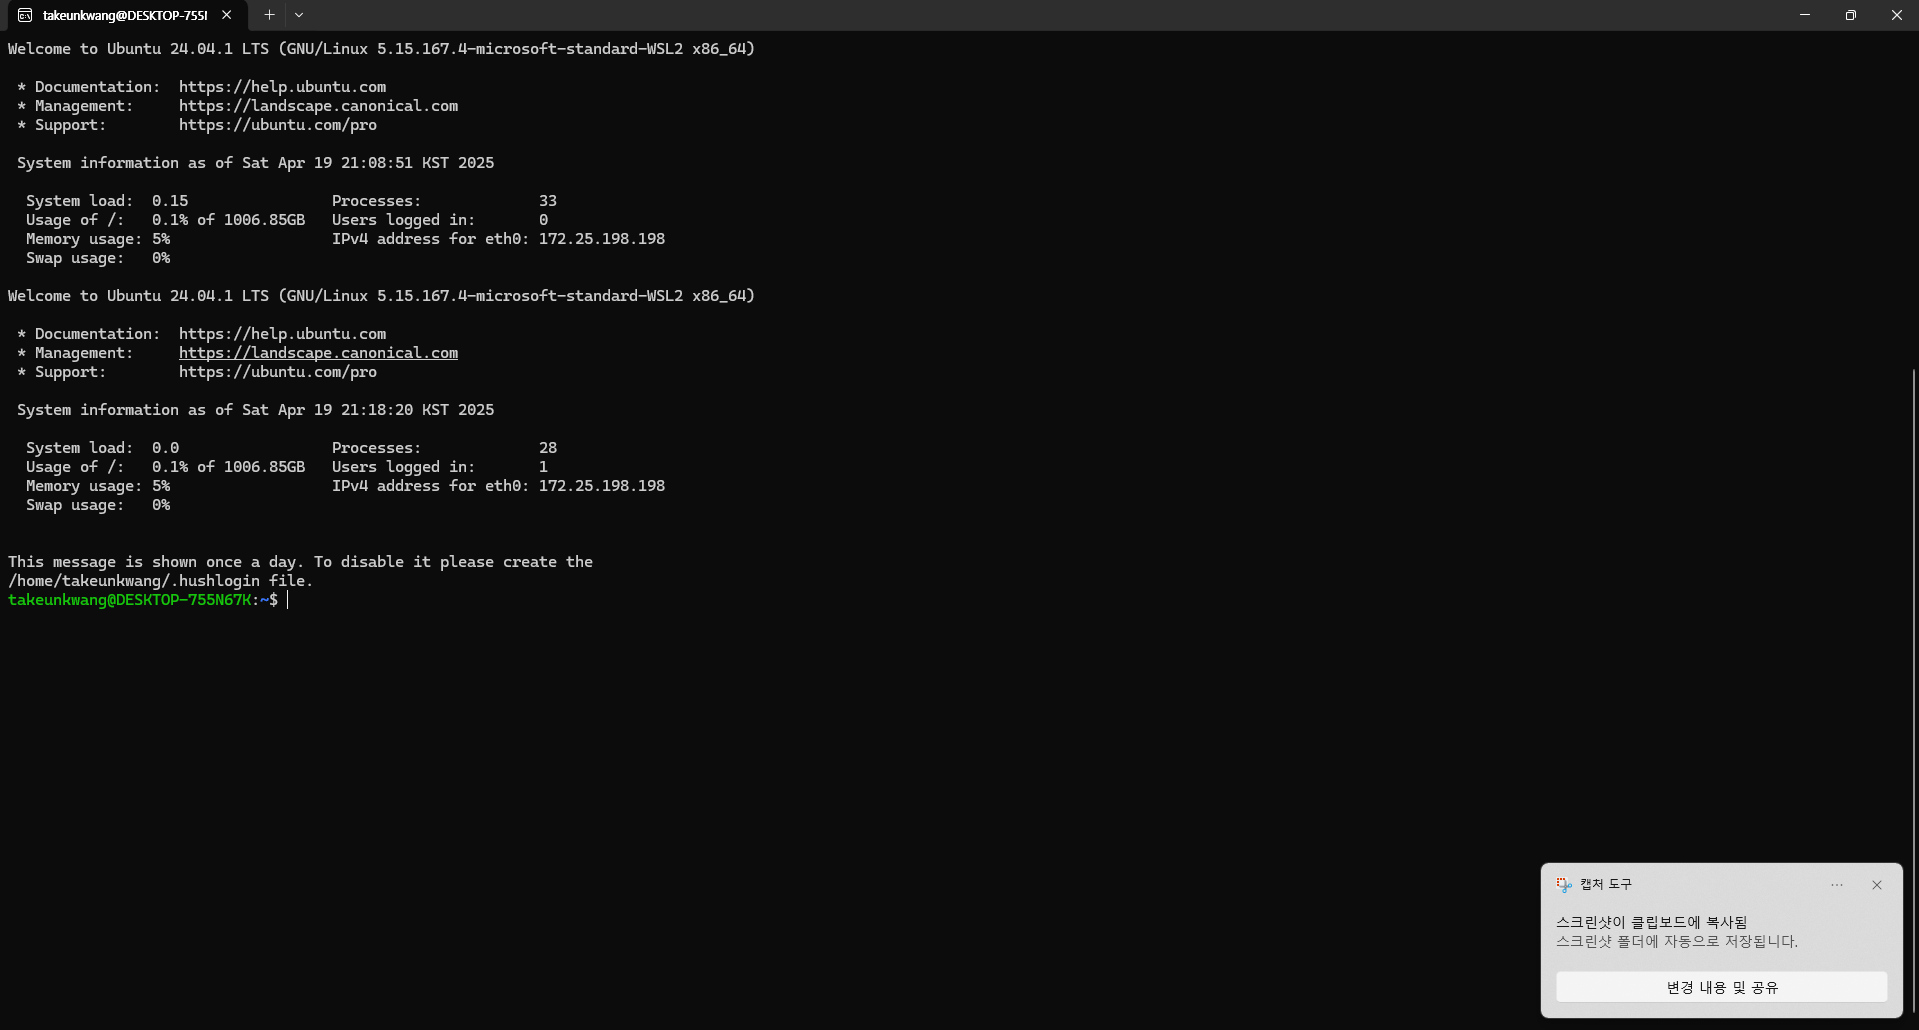 takeunkwang@DESKTOP-755!
Welcome to Ubuntu 24.04.1 LTS (GNU/Linux 5.15.167.4-microsoft-standard-WSL2 x86_64)
* Documentation:  https://help.ubuntu.com
* Management:     https://landscape.canonical.com
* Support:        https://ubuntu.com/pro
System information as of Sat Apr 19 21:08:51 KST 2025
System load:  0.15                Processes:             33
Usage of /:   0.1% of 1006.85GB   Users logged in:       0
Memory usage: 5%                  IPv4 address for eth0: 172.25.198.198
Swap usage:   0%
Welcome to Ubuntu 24.04.1 LTS (GNU/Linux 5.15.167.4-microsoft-standard-WSL2 x86_64)
* Documentation:  https://help.ubuntu.com
* Management:     https://landscape.canonical.com
* Support:        https://ubuntu.com/pro
System information as of Sat Apr 19 21:18:20 KST 2025
System load:  0.0                 Processes:             28
Usage of /:   0.1% of 1006.85GB   Users logged in:       1
Memory usage: 5%                  IPv4 address for eth0: 172.25.198.198
Swap usage:   0%
This message is shown once a day. To disable it please create the
/home/takeunkwang/.hushlogin file.
takeunkwang@DESKTOP-755N67K:~$
캡처 도구
스크린샷이 클립보드에 복사됨
스크린샷 폴더에 자동으로 저장됩니다.
변경 내용 및 공유